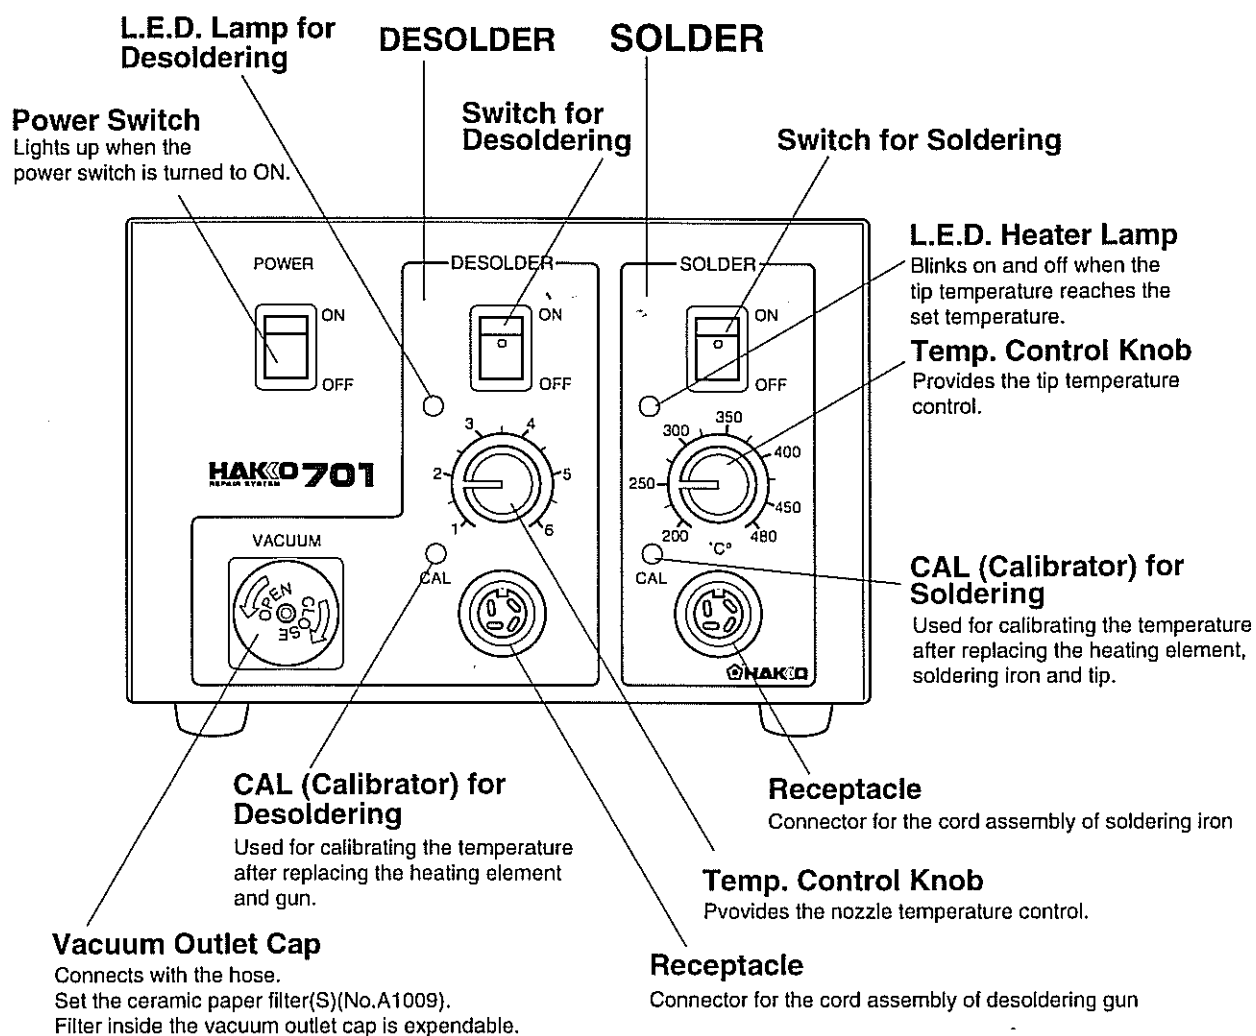 L.E.D. Lamp for
Desoldering
DESOLDER
SOLDER
Power Switch
Lights up when the
power switch is turned to ON.
Switch for
Desoldering
Switch for Soldering
L.E.D. Heater Lamp
Blinks on and off when the
tip temperature reaches the
set temperature.
Temp. Control Knob
Provides the tip temperature
control.
POWER
ON
OFF
DESOLDER
ON
OFF
SOLDER
ON
OFF
HAKKO 701
REPAIR SYSTEM
1
2
3
4
5
6
CAL
200
250
300
350
400
450
480
°C°
CAL
VACUUM
OPEN
CLOSE
HAKKO
CAL (Calibrator) for
Soldering
Used for calibrating the temperature
after replacing the heating element,
soldering iron and tip.
CAL (Calibrator) for
Desoldering
Used for calibrating the temperature
after replacing the heating element
and gun.
Receptacle
Connector for the cord assembly of soldering iron
Temp. Control Knob
Pvovides the nozzle temperature control.
Vacuum Outlet Cap
Connects with the hose.
Set the ceramic paper filter(S)(No.A1009).
Filter inside the vacuum outlet cap is expendable.
Receptacle
Connector for the cord assembly of desoldering gun